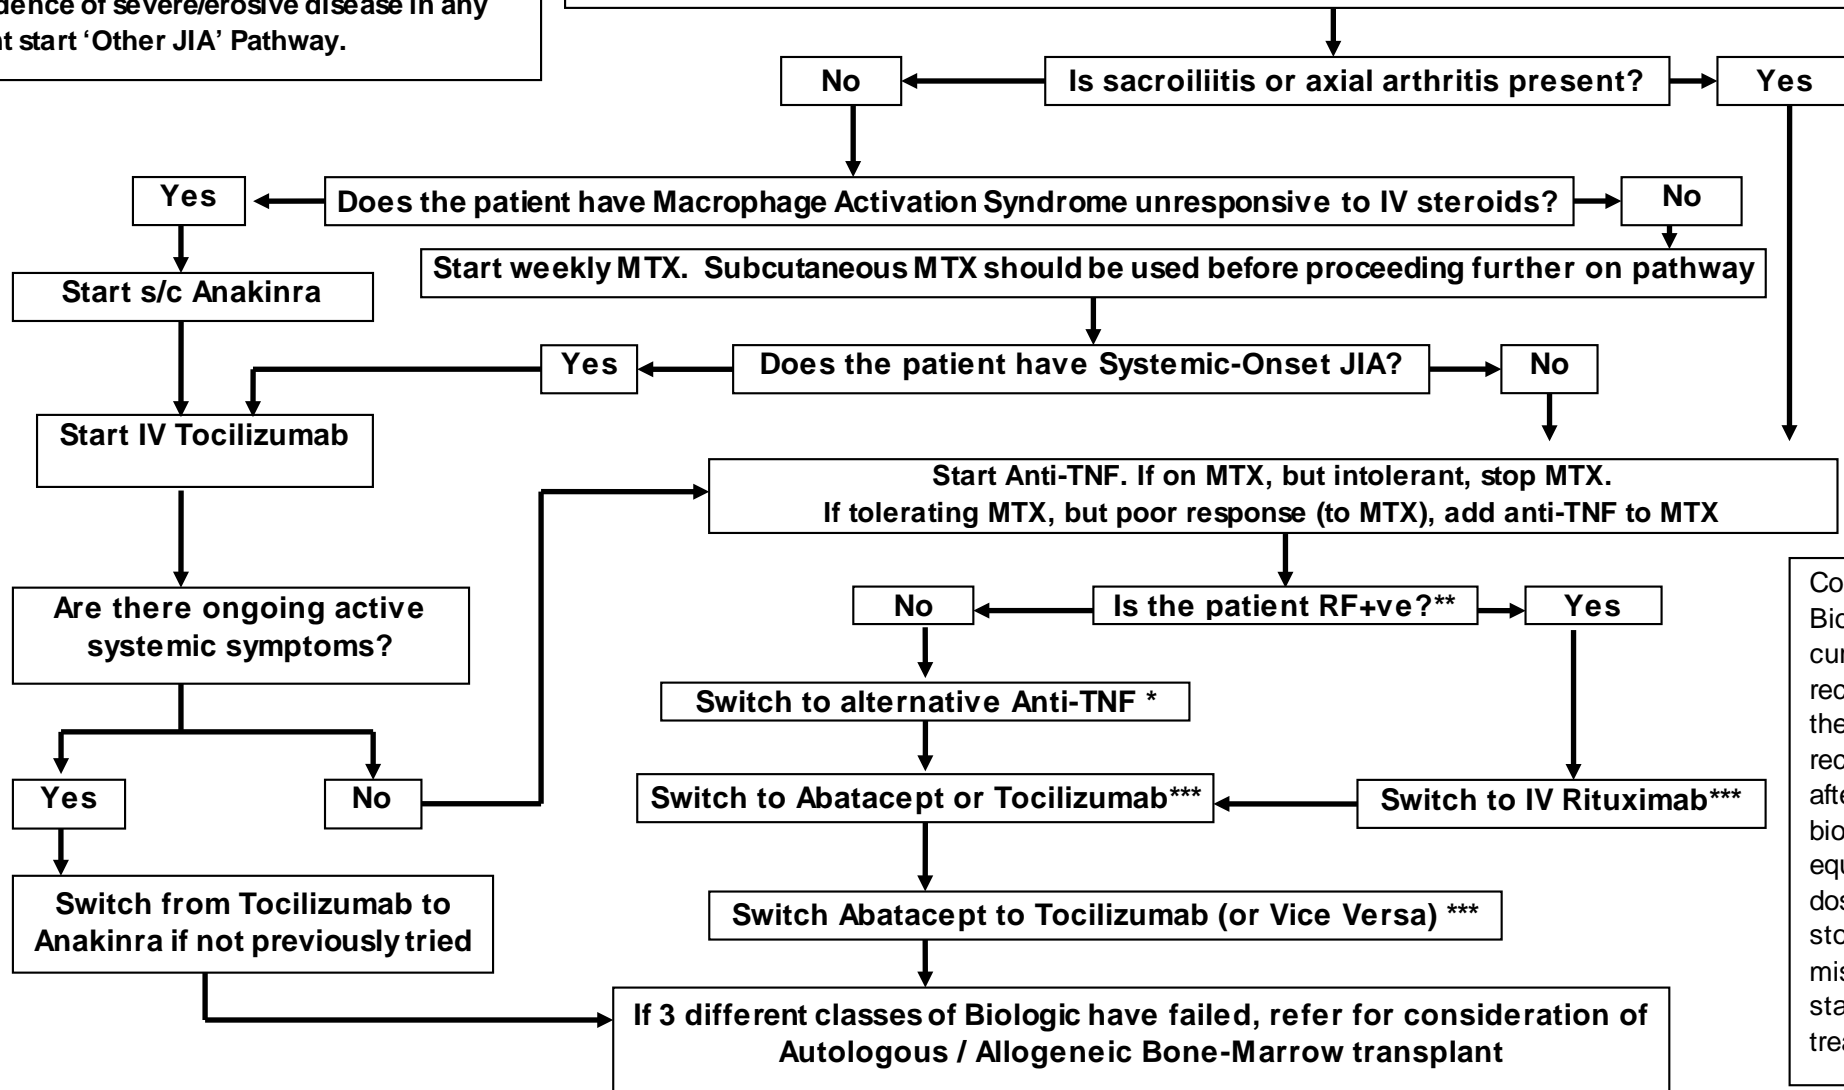 dence of severe/erosive disease in any
nt start ‘Other JIA’ Pathway.
Is sacroiliitis or axial arthritis present?
No
Yes
Does the patient have Macrophage Activation Syndrome unresponsive to IV steroids?
Yes
No
Start s/c Anakinra
Start weekly MTX. Subcutaneous MTX should be used before proceeding further on pathway
Does the patient have Systemic-Onset JIA?
Yes
No
Start IV Tocilizumab
Start Anti-TNF. If on MTX, but intolerant, stop MTX.
If tolerating MTX, but poor response (to MTX), add anti-TNF to MTX
Are there ongoing active
systemic symptoms?
Is the patient RF+ve?**
No
Yes
Switch to alternative Anti-TNF *
Yes
No
Switch to Abatacept or Tocilizumab***
Switch to IV Rituximab***
Switch from Tocilizumab to
Anakinra if not previously tried
Switch Abatacept to Tocilizumab (or Vice Versa) ***
If 3 different classes of Biologic have failed, refer for consideration of
Autologous / Allogeneic Bone-Marrow transplant
Co
Bio
cur
rec
the
rec
afte
bio
equ
dos
sto
mis
sta
trea